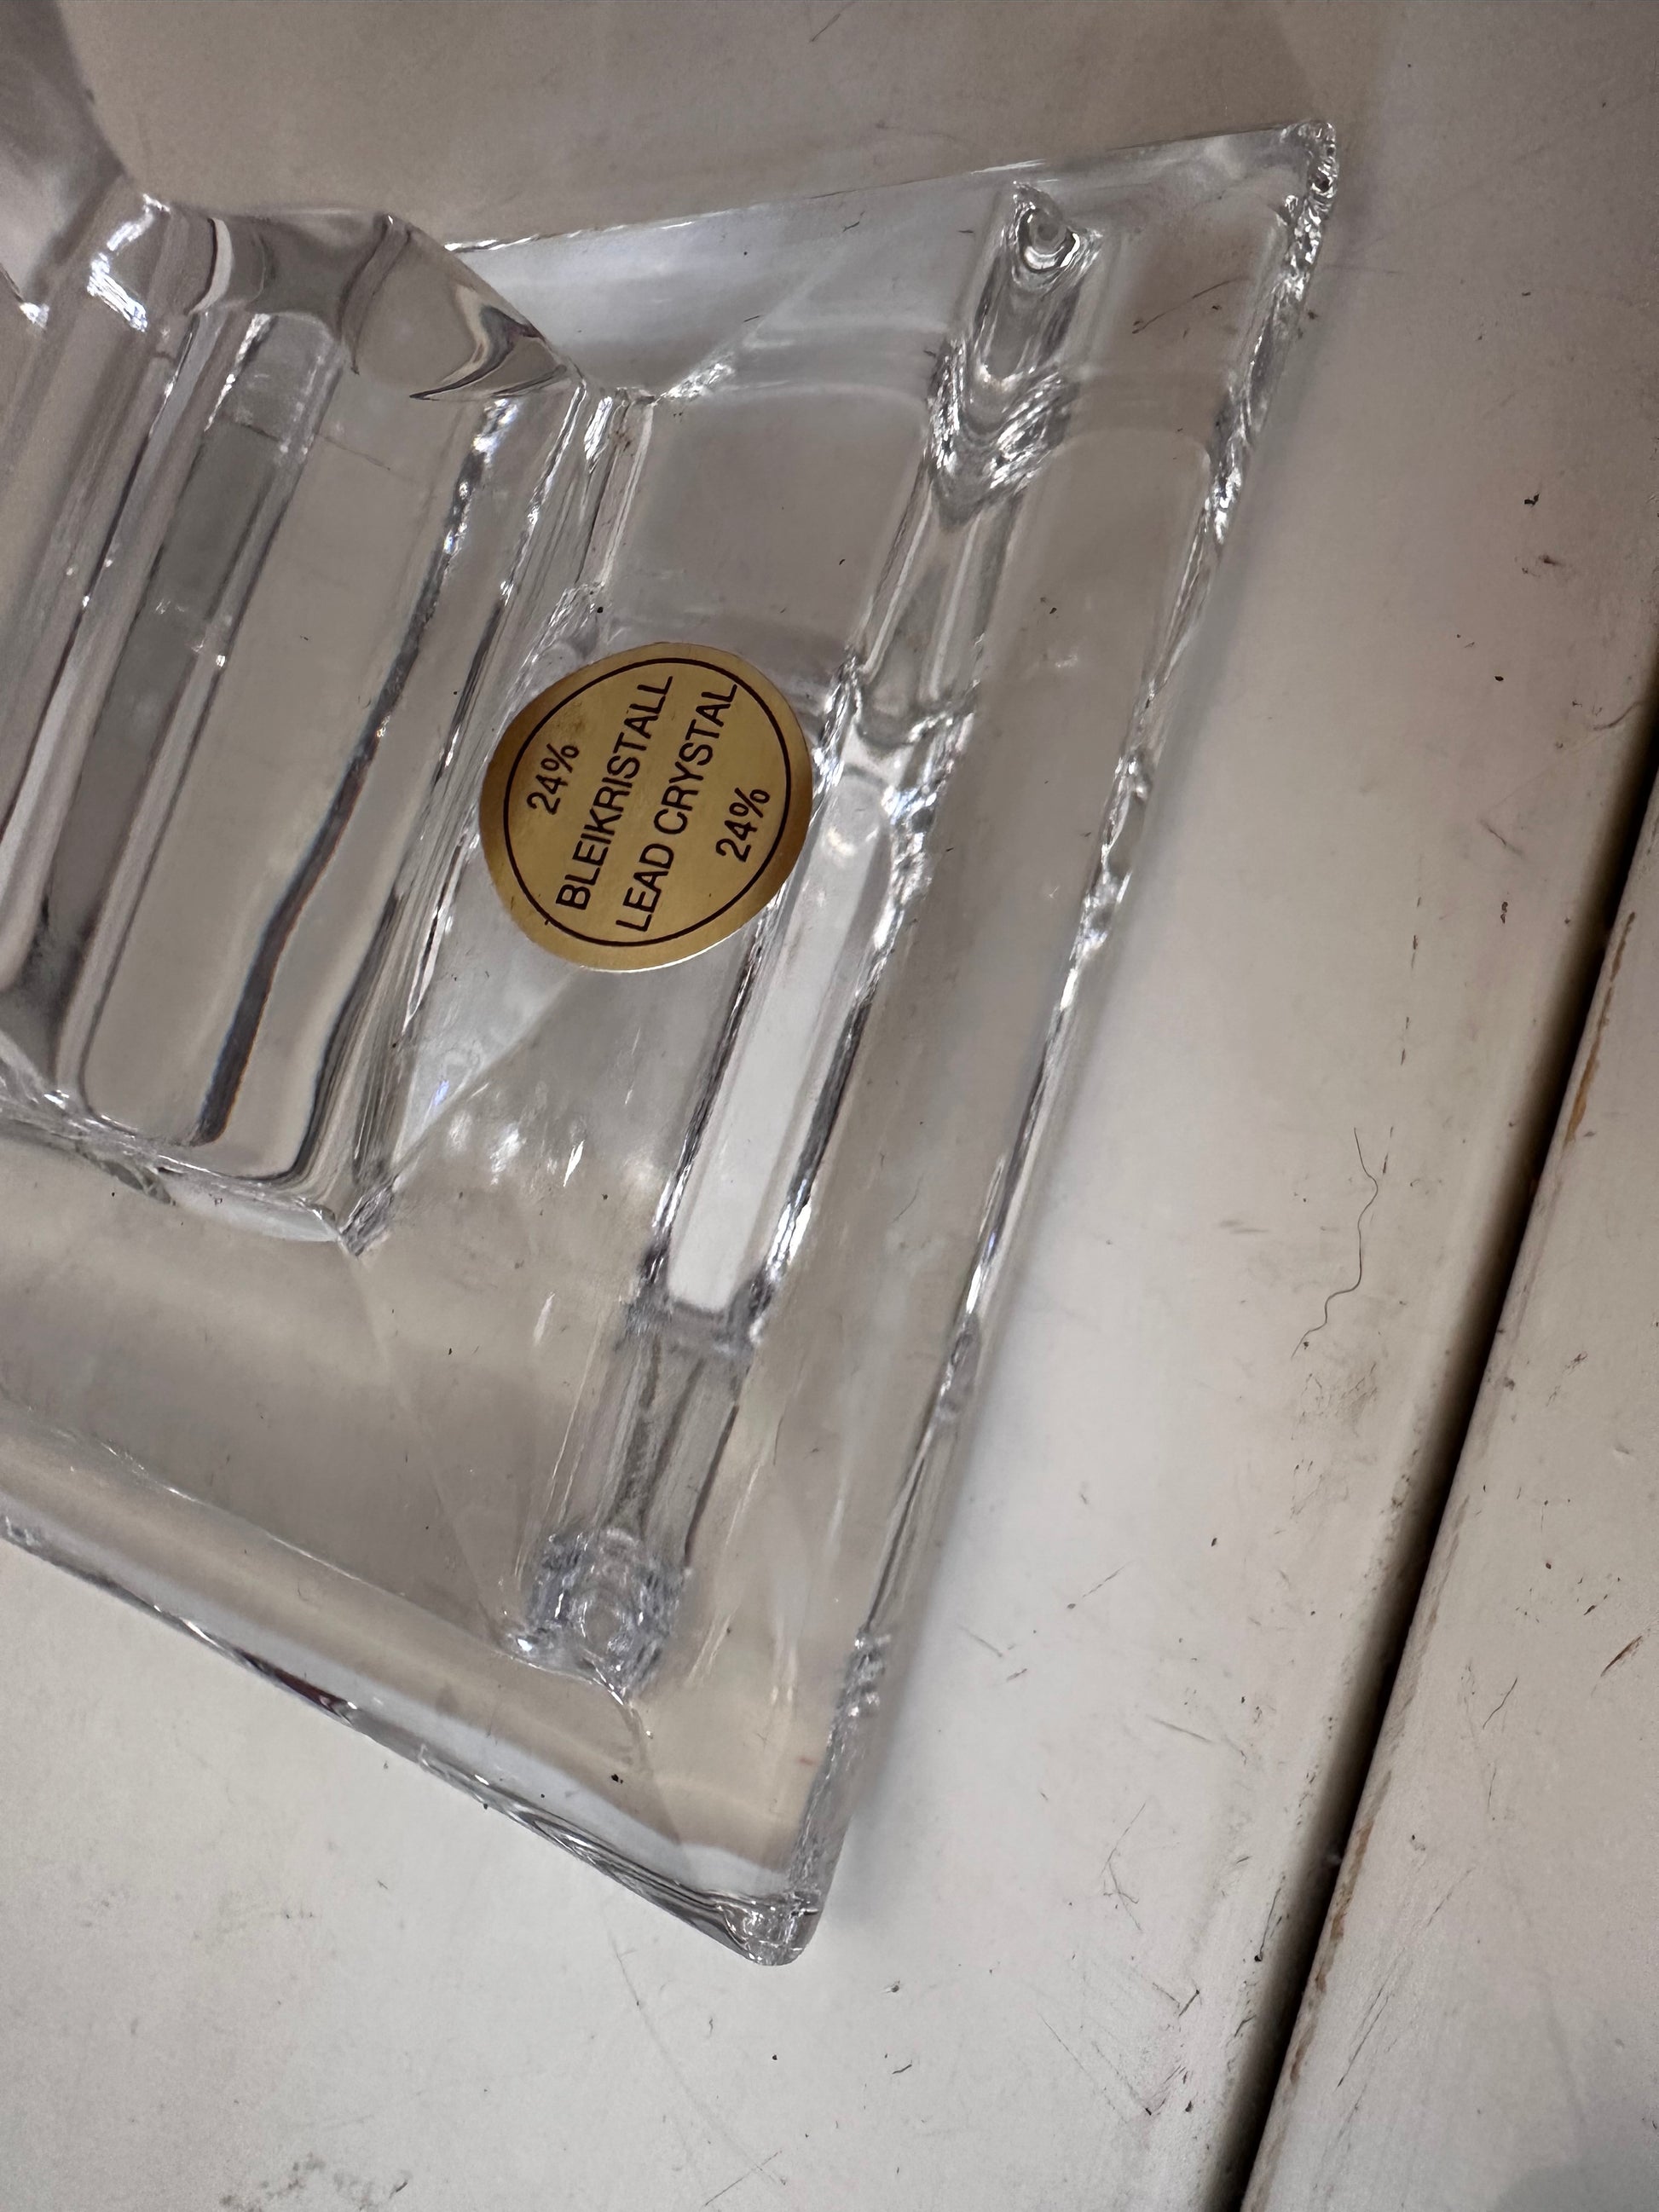 24%
BLEIKRISTALL
LEAD CRYSTAL
24%